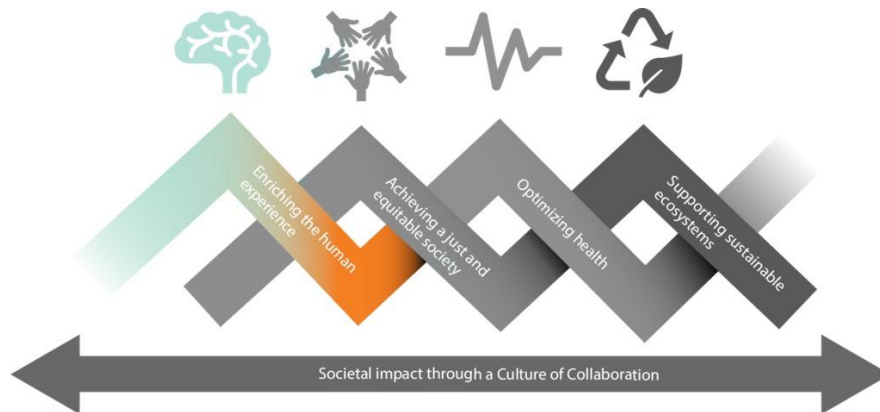 Enriching the human
experience
Achieving a just and
equitable society
Optimizing health
Supporting sustainable
ecosystems
Societal impact through a Culture of Collaboration